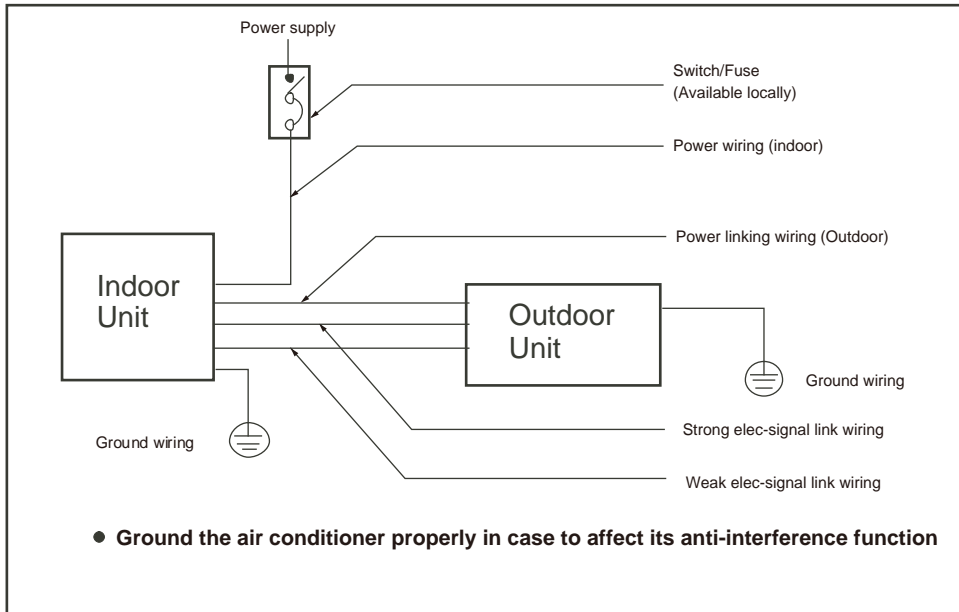 Power supply
Switch/Fuse
(Available locally)
Power wiring (indoor)
Power linking wiring (Outdoor)
Indoor
Unit
Outdoor
Unit
Ground wiring
Ground wiring
Strong elec-signal link wiring
Weak elec-signal link wiring
● Ground the air conditioner properly in case to affect its anti-interference function